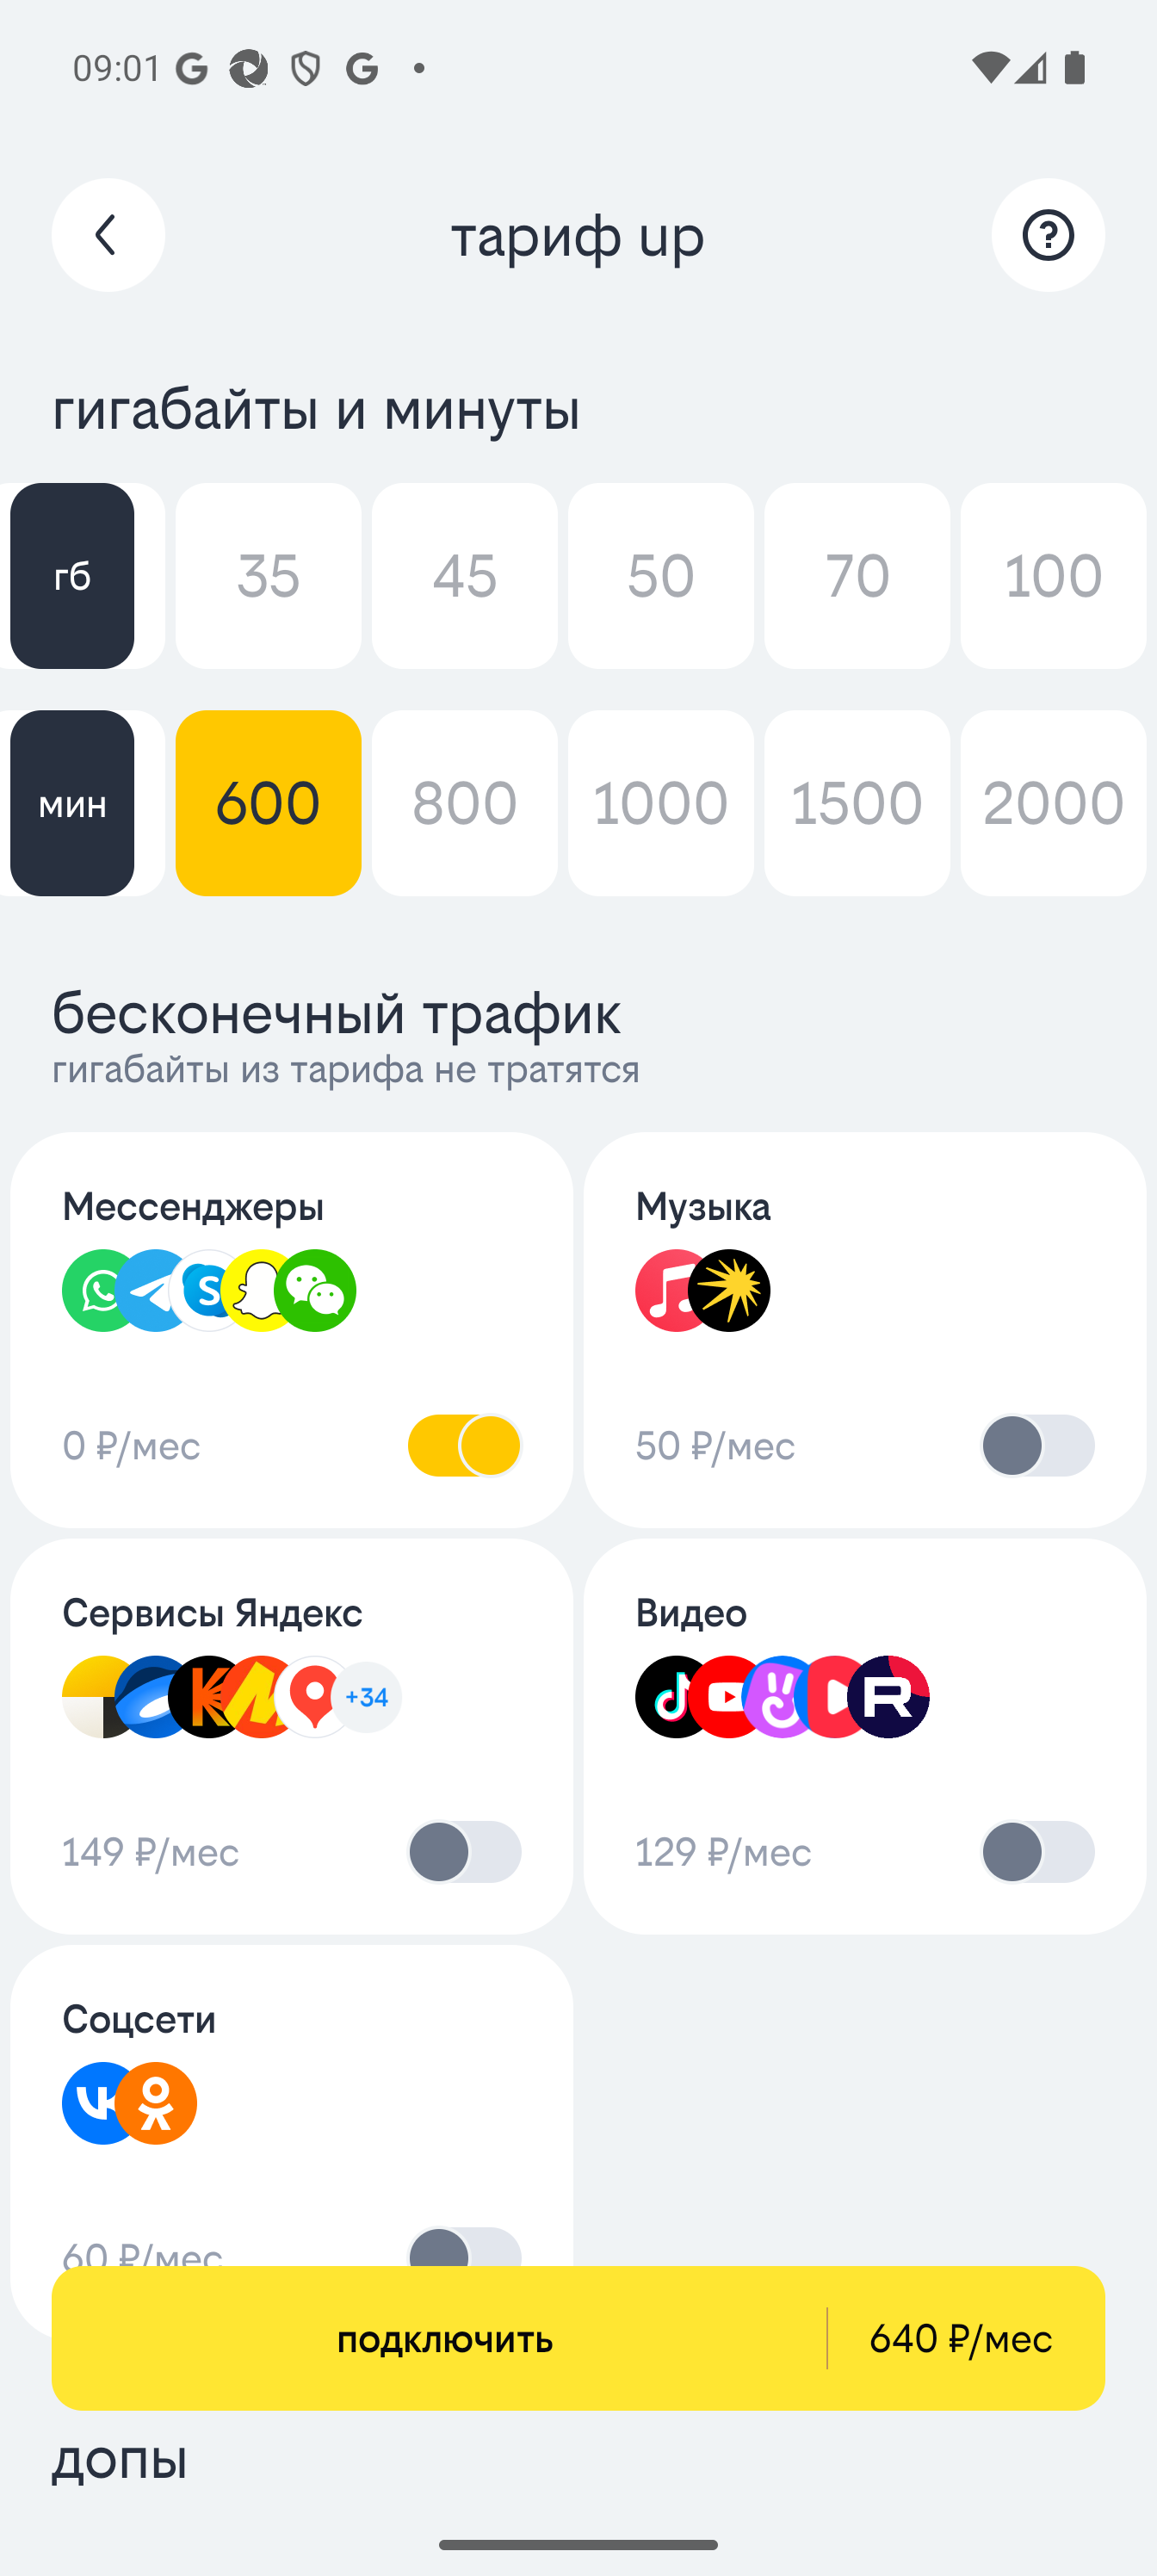 09:01
тариф up
гигабайты и минуты
гб 35 45 50 70 100
мин 600 800 1000 1500 2000
бесконечный трафик
гигабайты из тарифа не тратятся
Мессенджеры
0 ₽/мес
Музыка
50 ₽/мес
Сервисы Яндекс
+34
149 ₽/мес
Видео
129 ₽/мес
Соцсети
60 ₽/мес
подключить 640 ₽/мес
допы